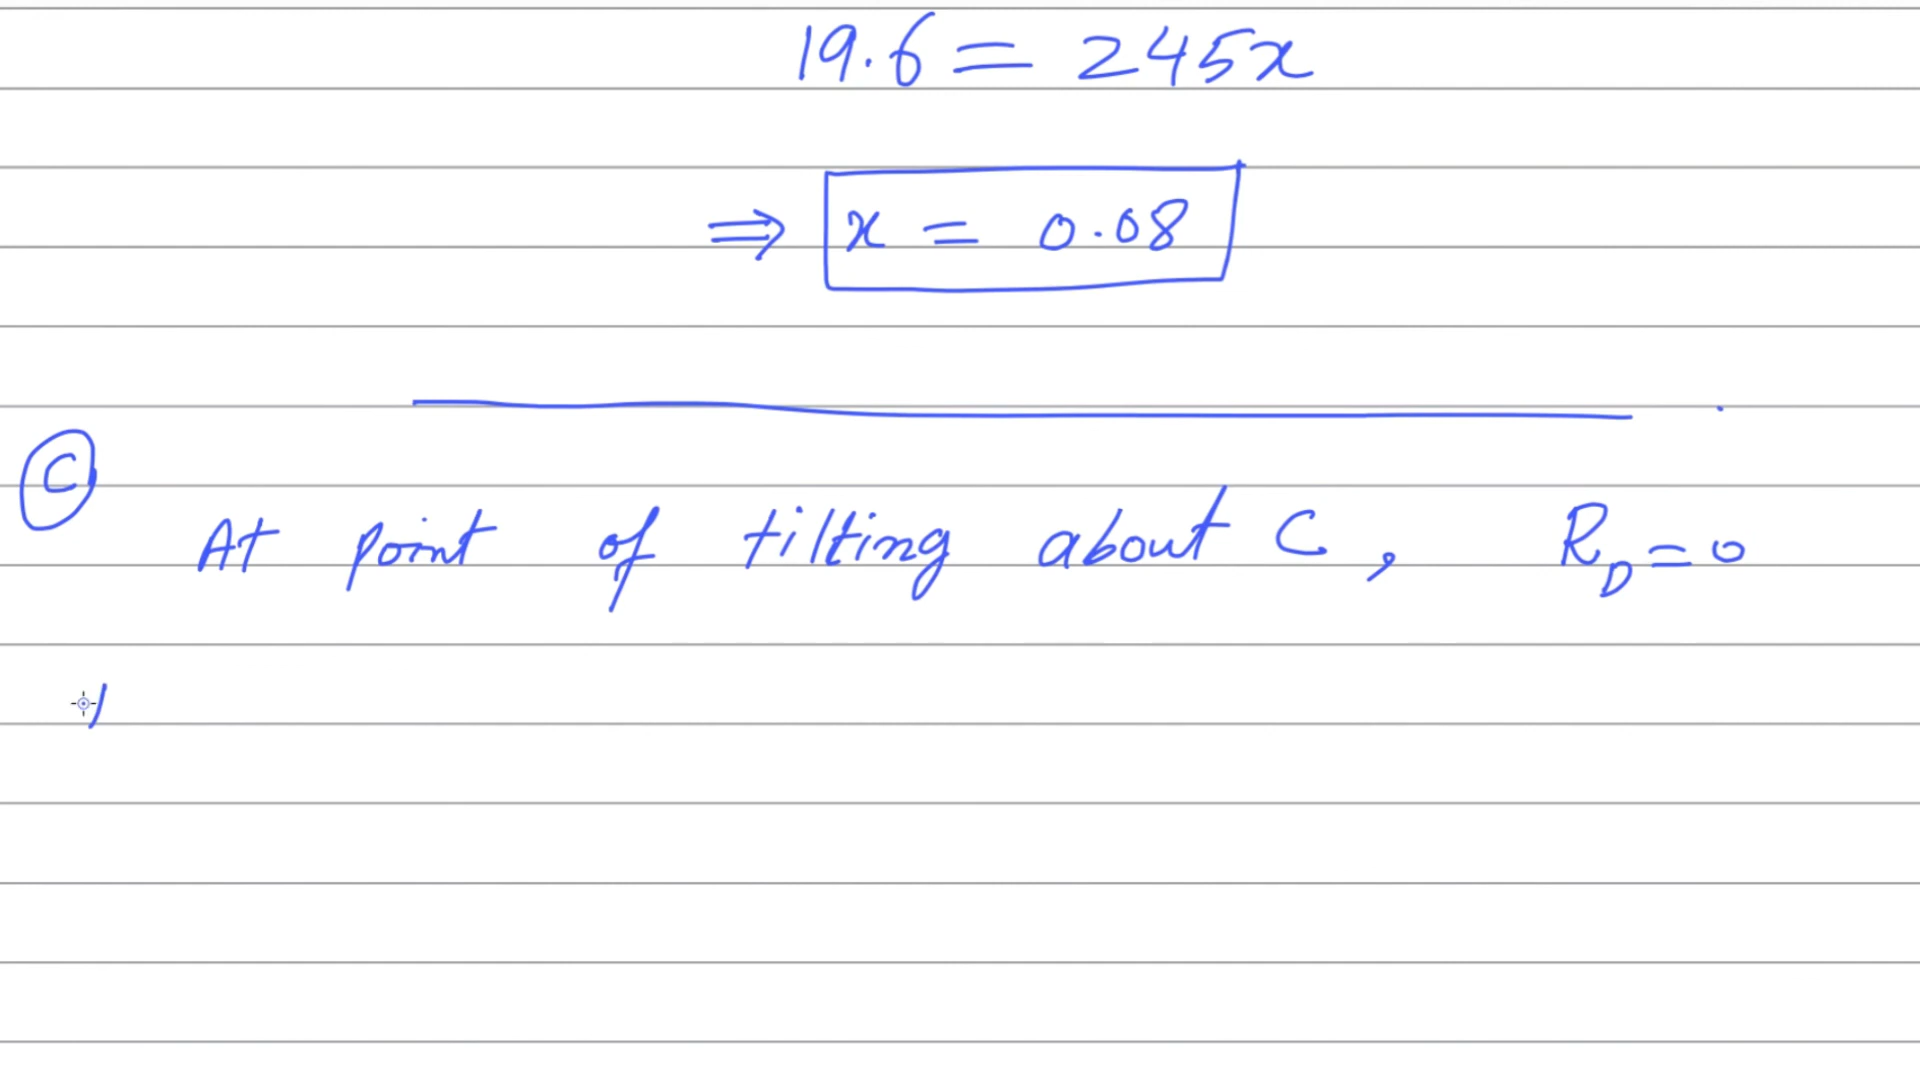 19.6 = 245x
⇒ x = 0.08
C
At point of tilting about C, R_D = 0